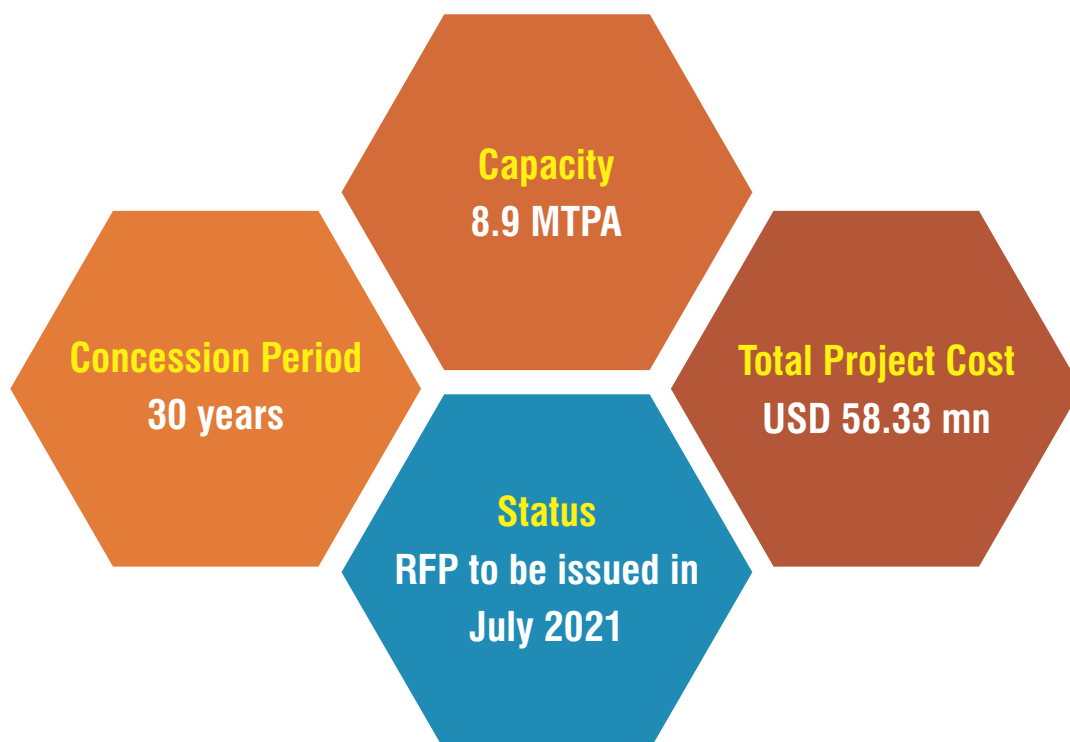 Capacity
8.9 MTPA
Concession Period
30 years
Total Project Cost
USD 58.33 mn
Status
RFP to be issued in
July 2021